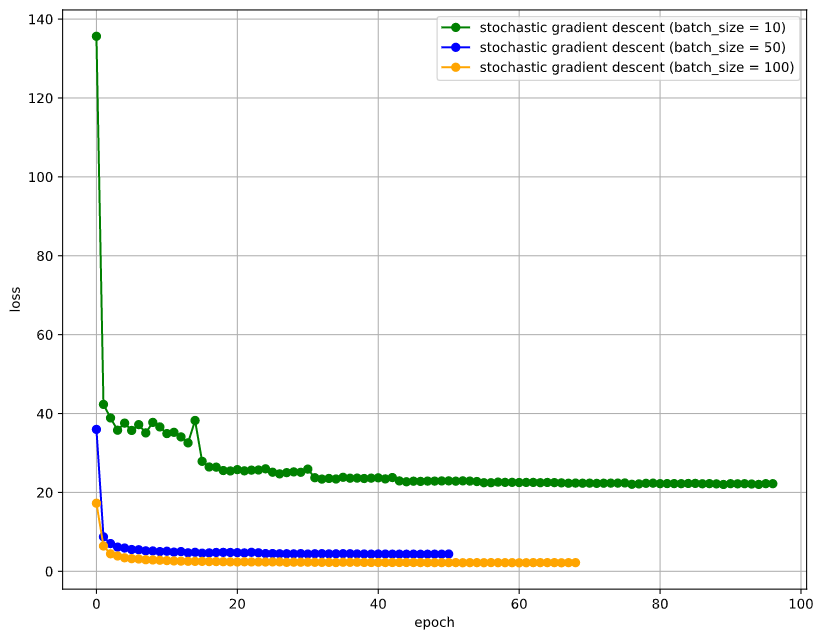 stochastic gradient descent (batch_size = 10)
stochastic gradient descent (batch_size = 50)
stochastic gradient descent (batch_size = 100)
140
120
100
80
60
40
20
0
loss
0 20 40 60 80 100
epoch